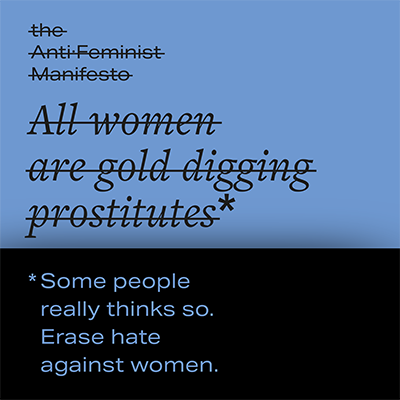 the
Anti·Feminist
Manifesto
All women
are gold digging
prostitutes*
*Some people
really thinks so.
Erase hate
against women.